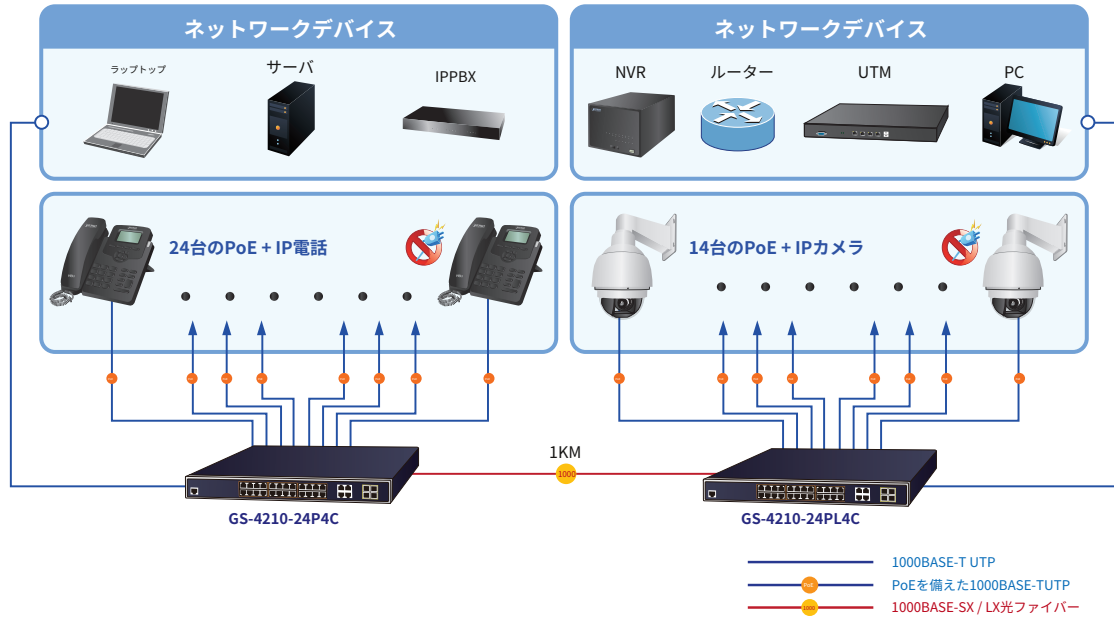 ネットワークデバイス
ラップトップ
サーバ
IPPBX
ネットワークデバイス
NVR
ルーター
UTM
PC
24台のPoE + IP電話
14台のPoE + IPカメラ
1KM
1000
GS-4210-24P4C
GS-4210-24PL4C
1000BASE-T UTP
PoE
PoEを備えた1000BASE-TUTP
1000
1000BASE-SX / LX光ファイバー